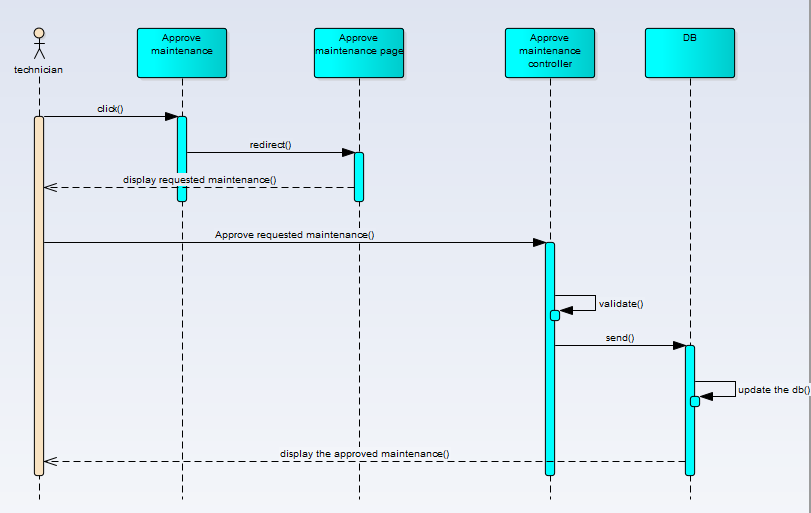 technician
Approve
maintenance
Approve
maintenance page
Approve
maintenance
controller
DB
click()
redirect()
display requested maintenance()
Approve requested maintenance()
validate()
send()
update the db()
display the approved maintenance()